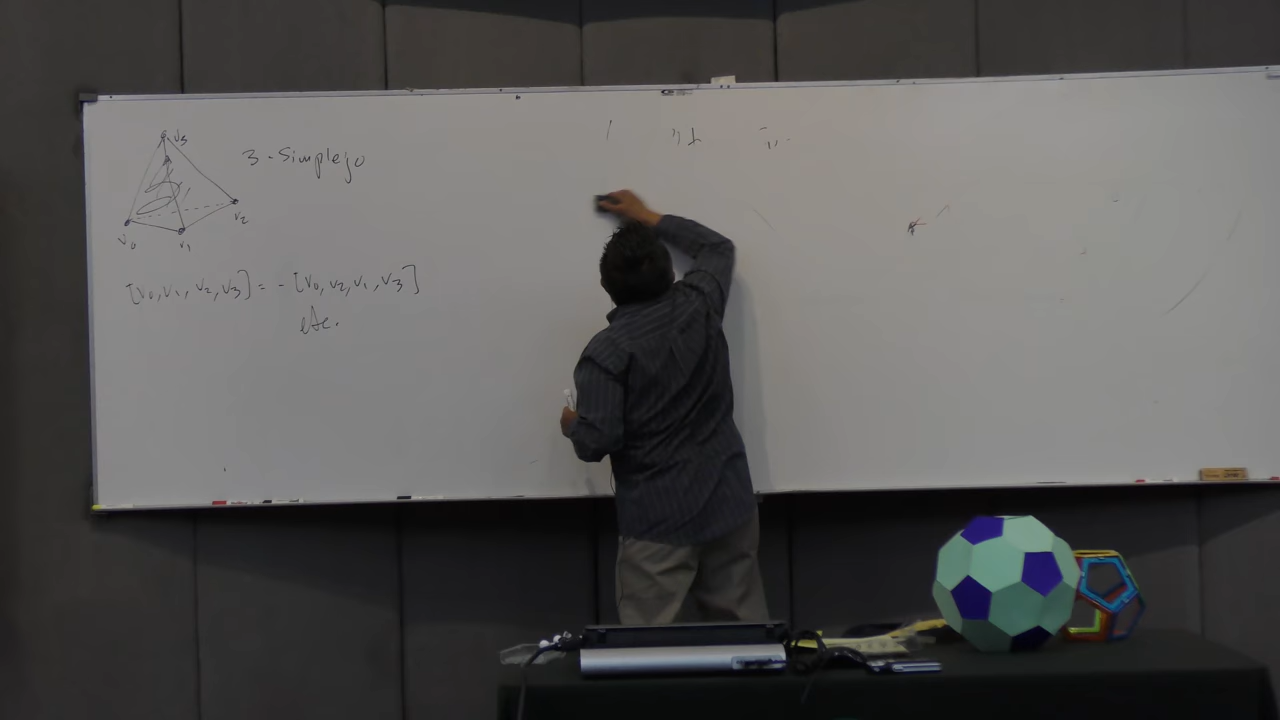 v3
3-Simplejo
v2
v0
v1
[v0, v1, v2, v3] = - [v0, v2, v1, v3]
etc.